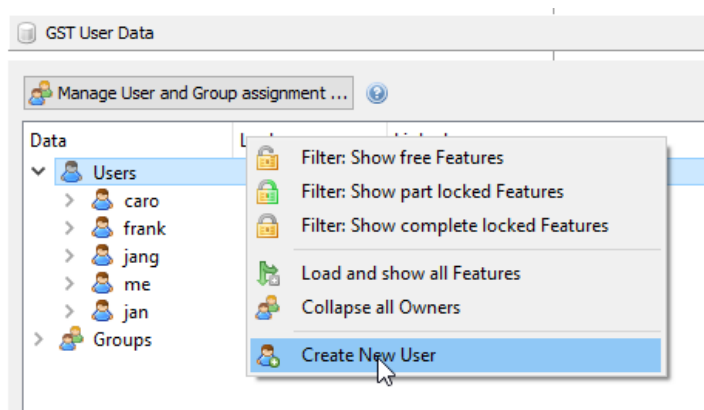 GST User Data
Manage User and Group assignment ...
Data
Users
caro
frank
jang
me
jan
Groups
Filter: Show free Features
Filter: Show part locked Features
Filter: Show complete locked Features
Load and show all Features
Collapse all Owners
Create New User